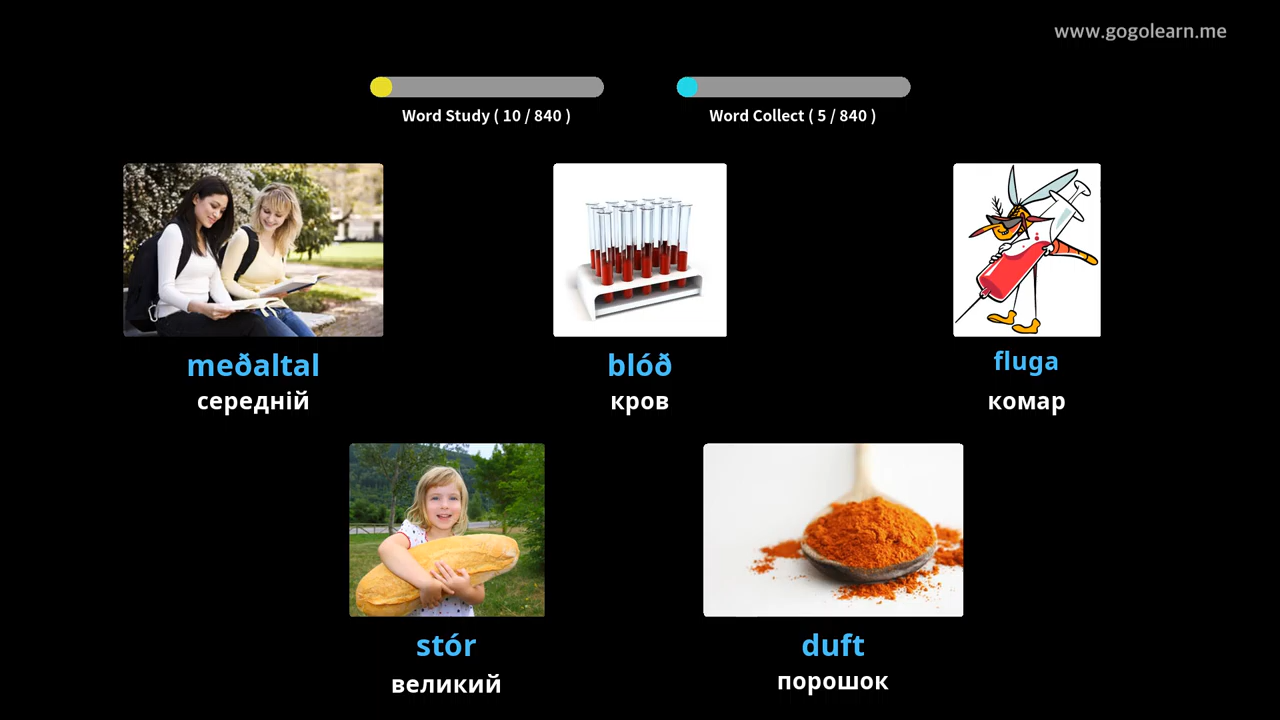 www.gogolearn.me
Word Study ( 10 / 840 )
Word Collect ( 5 / 840 )
meðaltal
середній
blóð
кров
fluga
комар
stór
великий
duft
порошок